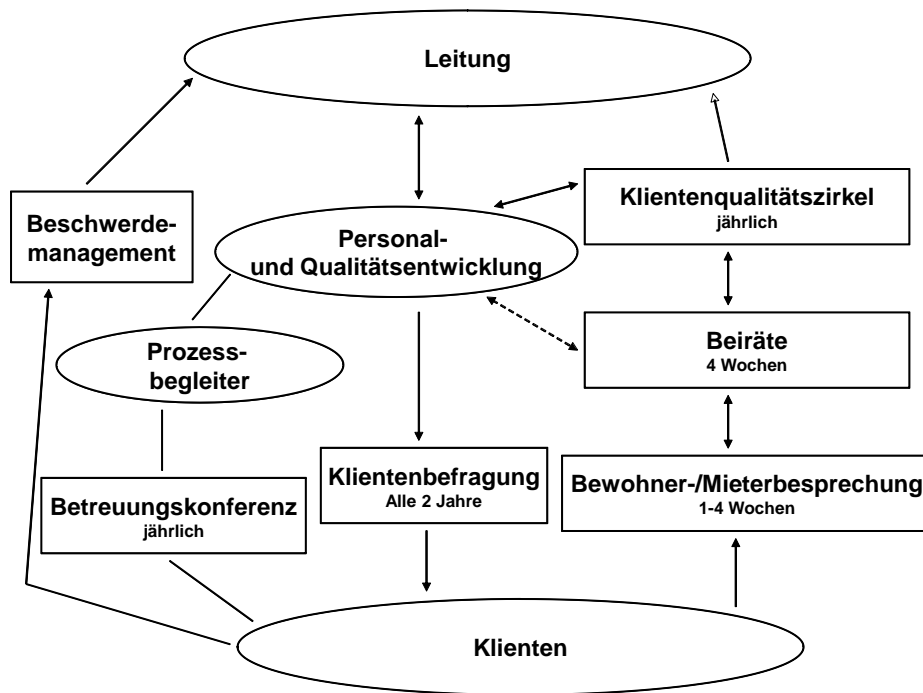 Leitung
Beschwerde-
management
Klientenqualitätszirkel
jährlich
Personal-
und Qualitätsentwicklung
Prozess-
begleiter
Beiräte
4 Wochen
Betreuungskonferenz
jährlich
Klientenbefragung
Alle 2 Jahre
Bewohner-/Mieterbesprechung
1-4 Wochen
Klienten